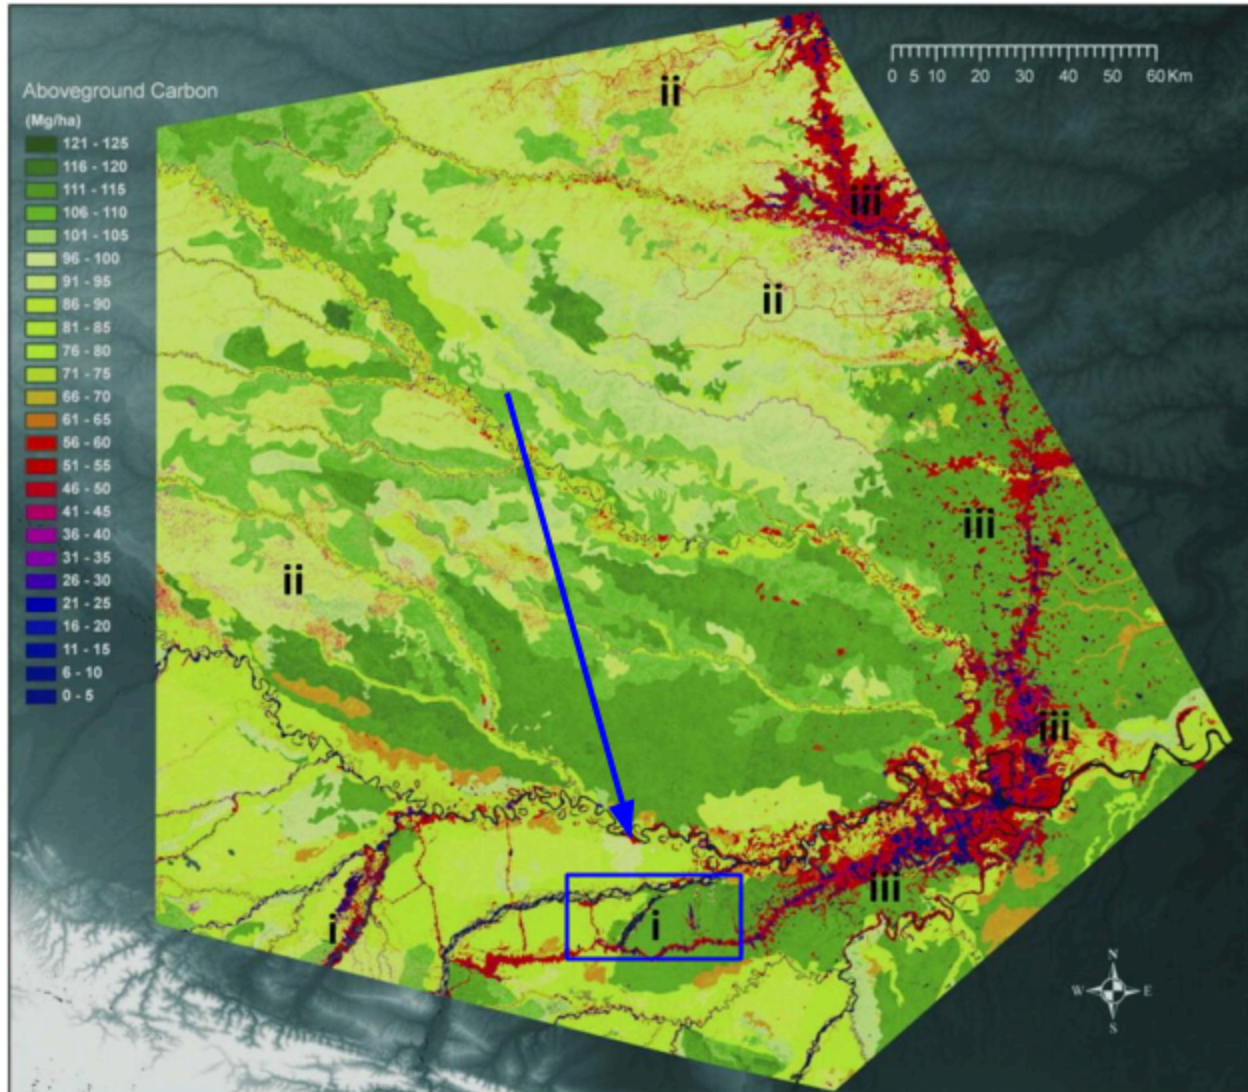 Aboveground Carbon
(Mg/ha)
121 - 125
116 - 120
111 - 115
106 - 110
101 - 105
96 - 100
91 - 95
86 - 90
81 - 85
76 - 80
71 - 75
66 - 70
61 - 65
56 - 60
51 - 55
46 - 50
41 - 45
36 - 40
31 - 35
26 - 30
21 - 25
16 - 20
11 - 15
6 - 10
0 - 5
0 5 10 20 30 40 50 60 Km
ii
iii
ii
iii
ii
iii
iii
i
i
N
W E
S